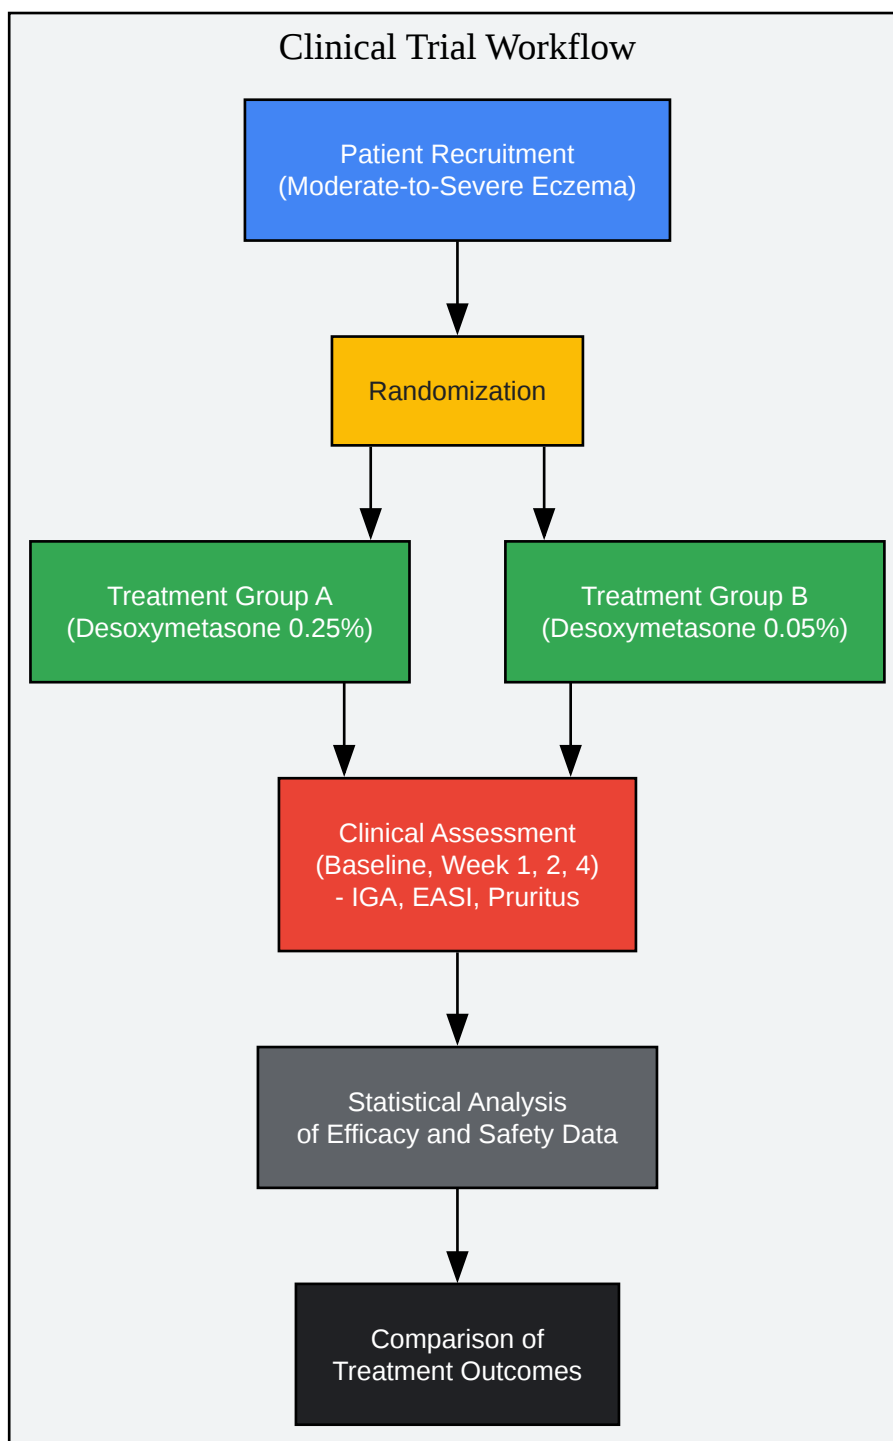 Clinical Trial Workflow
Patient Recruitment
(Moderate-to-Severe Eczema)
Randomization
Treatment Group A
(Desoxymetasone 0.25%)
Treatment Group B
(Desoxymetasone 0.05%)
Clinical Assessment
(Baseline, Week 1, 2, 4)
- IGA, EASI, Pruritus
Statistical Analysis
of Efficacy and Safety Data
Comparison of
Treatment Outcomes